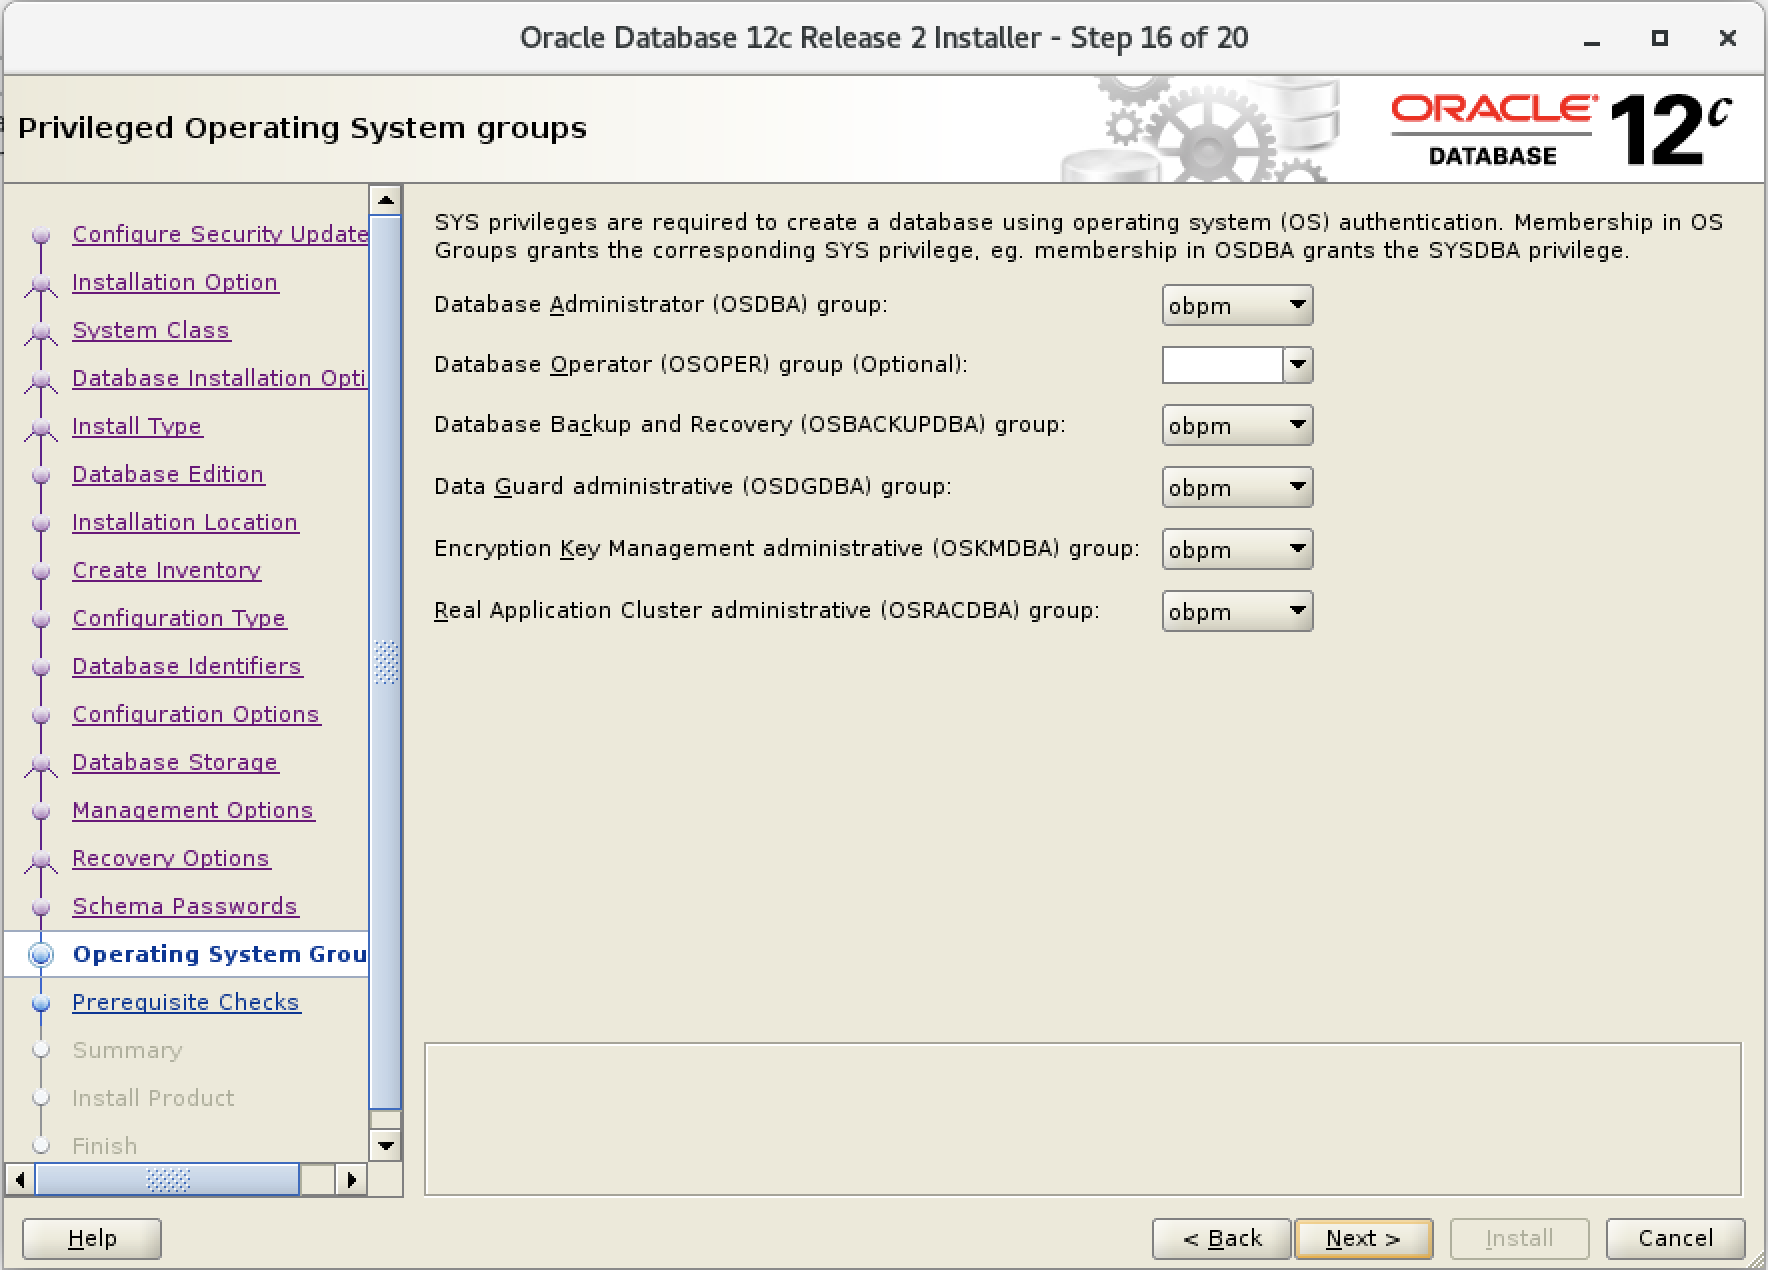 Oracle Database 12c Release 2 Installer - Step 16 of 20
Privileged Operating System groups
ORACLE
DATABASE
12c
Configure Security Update
Installation Option
System Class
Database Installation Opti
Install Type
Database Edition
Installation Location
Create Inventory
Configuration Type
Database Identifiers
Configuration Options
Database Storage
Management Options
Recovery Options
Schema Passwords
Operating System Grou
Prerequisite Checks
Summary
Install Product
Finish
SYS privileges are required to create a database using operating system (OS) authentication. Membership in OS
Groups grants the corresponding SYS privilege, eg. membership in OSDBA grants the SYSDBA privilege.
Database Administrator (OSDBA) group: obpm
Database Operator (OSOPER) group (Optional):
Database Backup and Recovery (OSBACKUPDBA) group: obpm
Data Guard administrative (OSDGDBA) group: obpm
Encryption Key Management administrative (OSKMDBA) group: obpm
Real Application Cluster administrative (OSRACDBA) group: obpm
Help
< Back
Next >
Install
Cancel